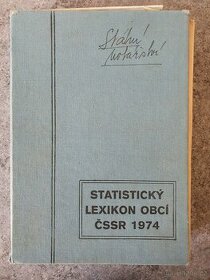 Státní
notářství
STATISTICKÝ
LEXIKON OBCÍ
ČSSR 1974